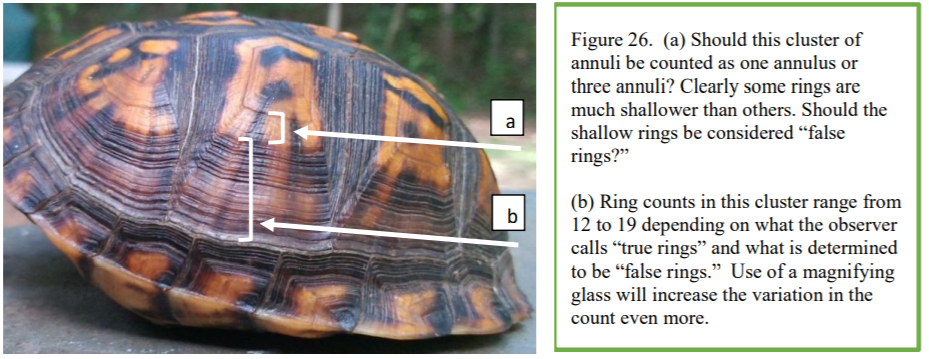 a
b
Figure 26. (a) Should this cluster of
annuli be counted as one annulus or
three annuli? Clearly some rings are
much shallower than others. Should the
shallow rings be considered “false
rings?”
(b) Ring counts in this cluster range from
12 to 19 depending on what the observer
calls “true rings” and what is determined
to be “false rings.” Use of a magnifying
glass will increase the variation in the
count even more.